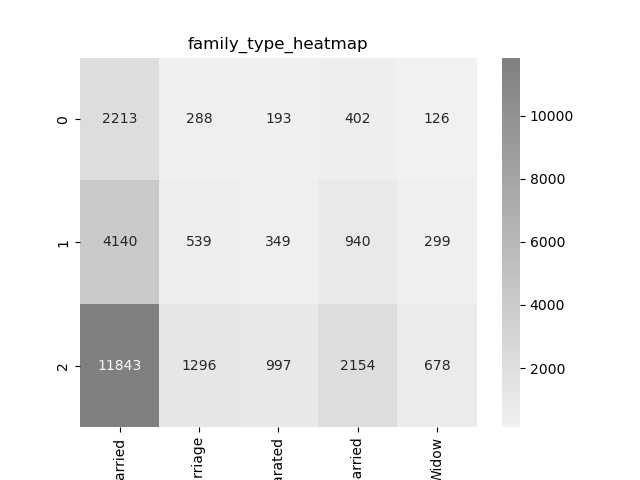 family_type_heatmap
0 2213 288 193 402 126 10000
8000
1 4140 539 349 940 299 6000
4000
2 11843 1296 997 2154 678 2000
arried rriage arated arried Widow